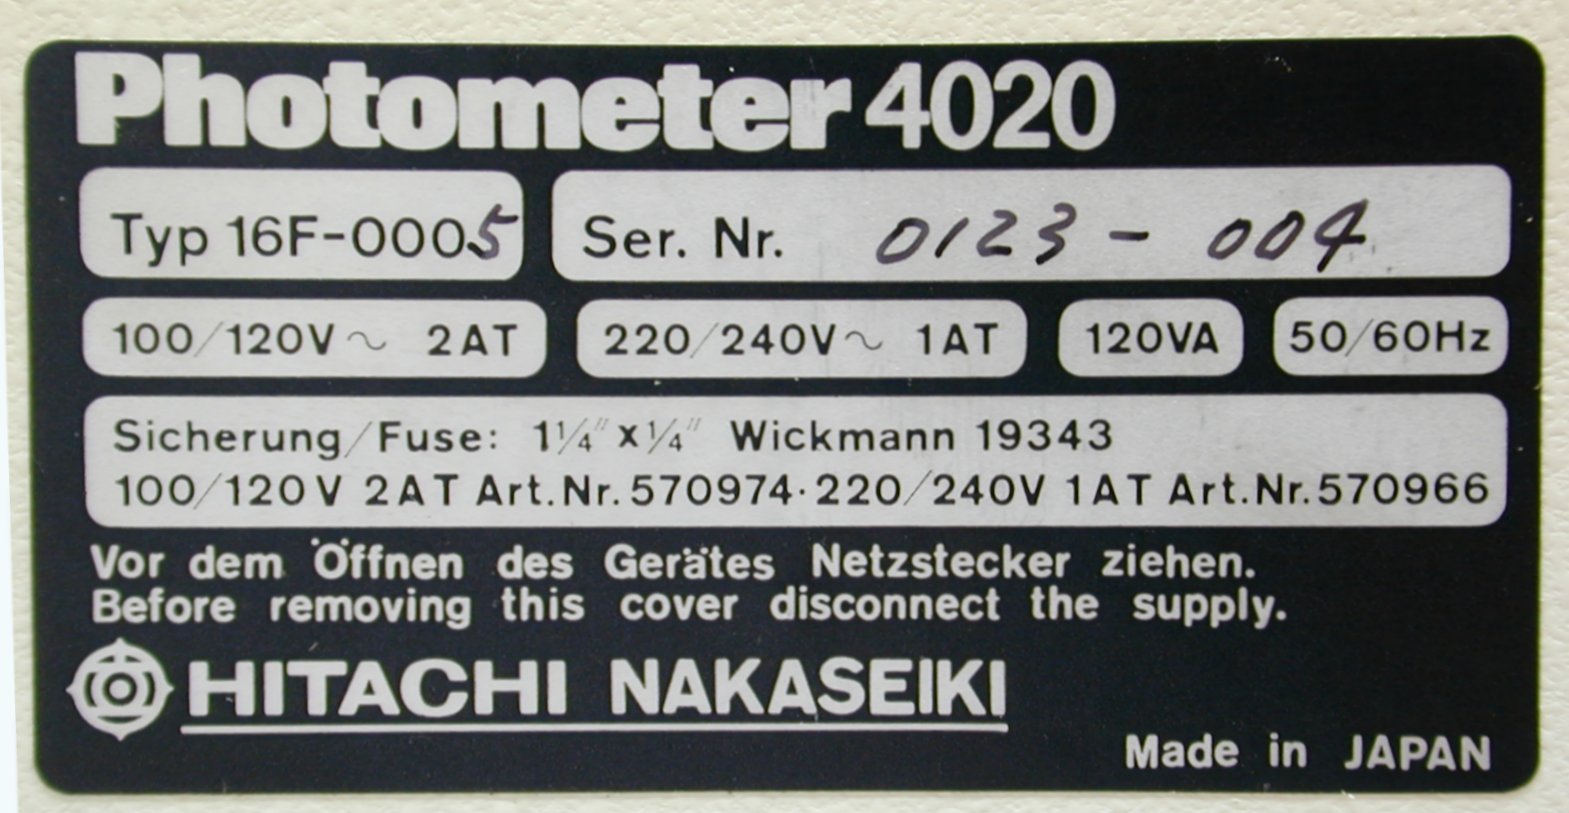 Photometer 4020
Typ 16F-0005 Ser. Nr. 0123 - 004
100/120V~ 2AT 220/240V~ 1AT 120VA 50/60Hz
Sicherung/Fuse: 1¼" x ¼" Wickmann 19343
100/120V 2AT Art.Nr. 570974 · 220/240V 1AT Art.Nr. 570966
Vor dem Öffnen des Gerätes Netzstecker ziehen.
Before removing this cover disconnect the supply.
HITACHI NAKASEIKI
Made in JAPAN